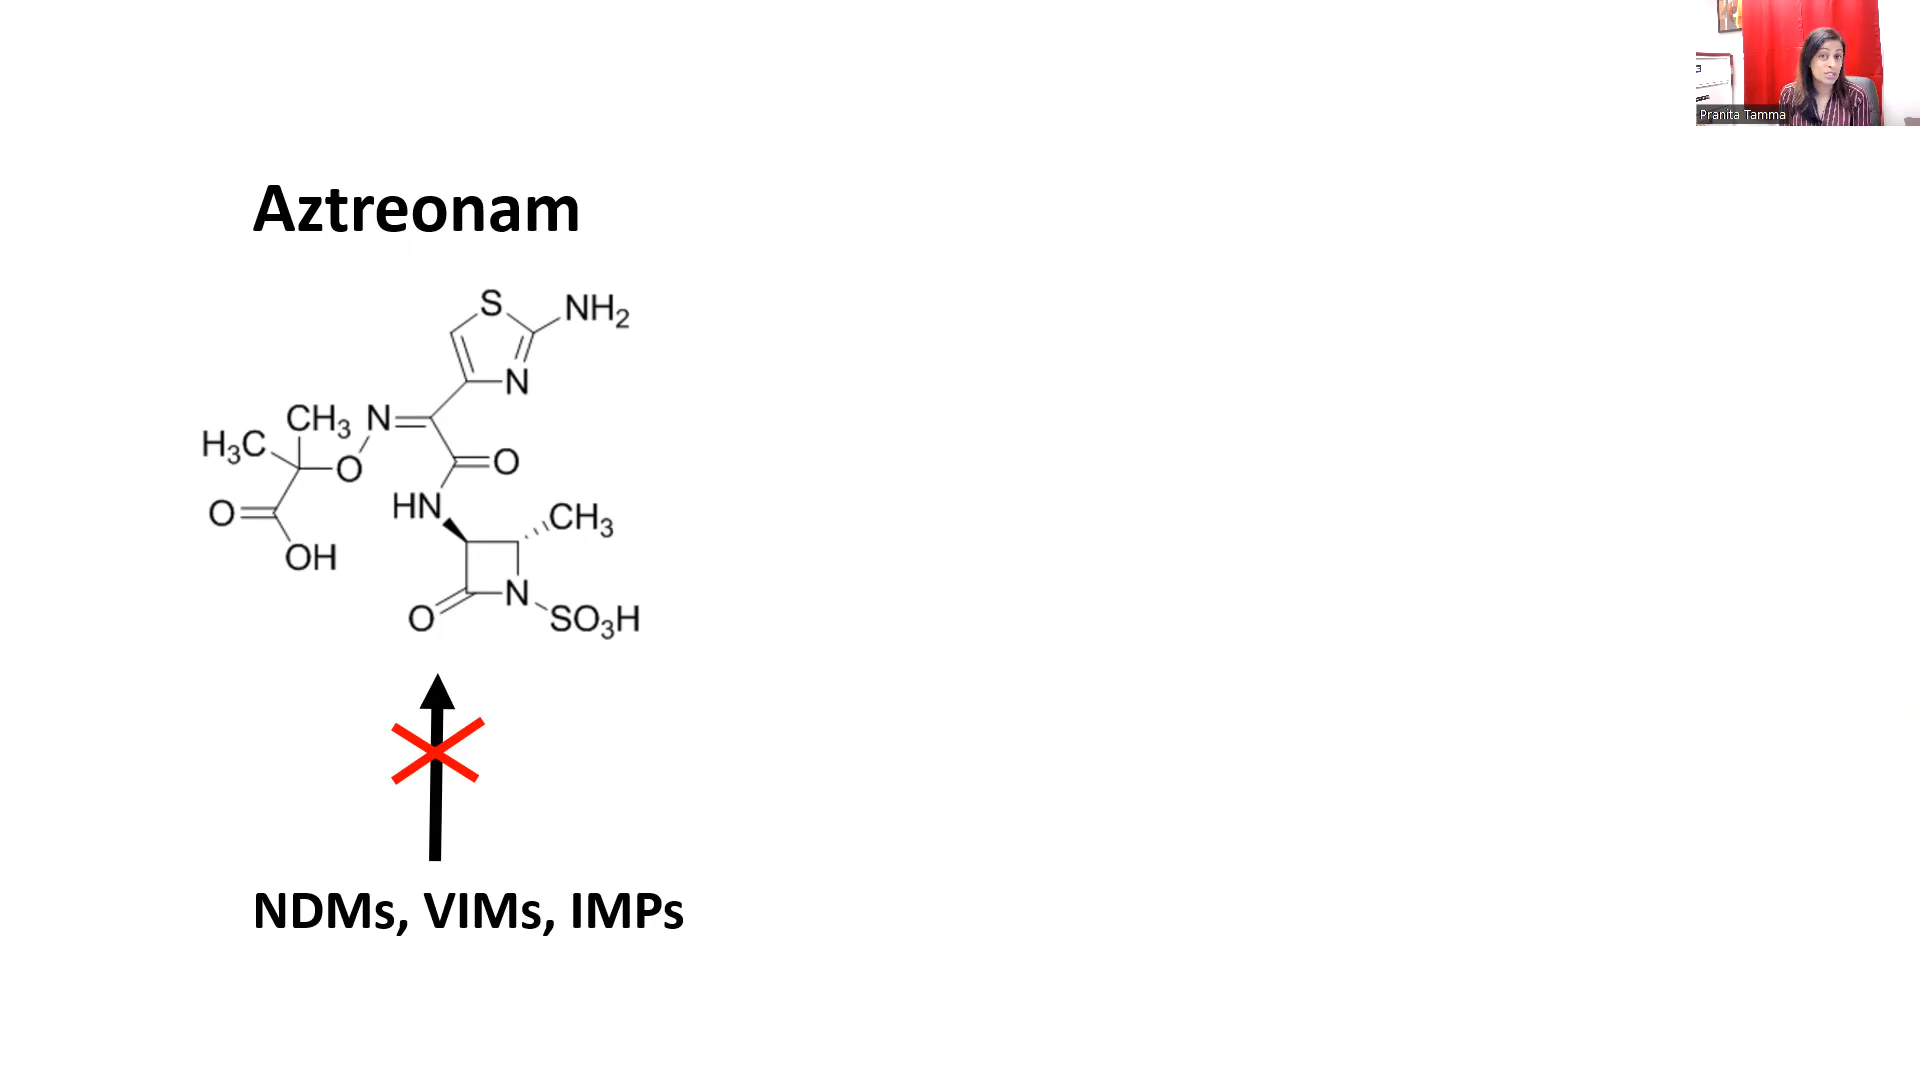 Pranita Tamma
Aztreonam
S
NH2
N
CH3
N
H3C
O
O
HN
O
CH3
OH
N
O
SO3H
NDMs, VIMs, IMPs